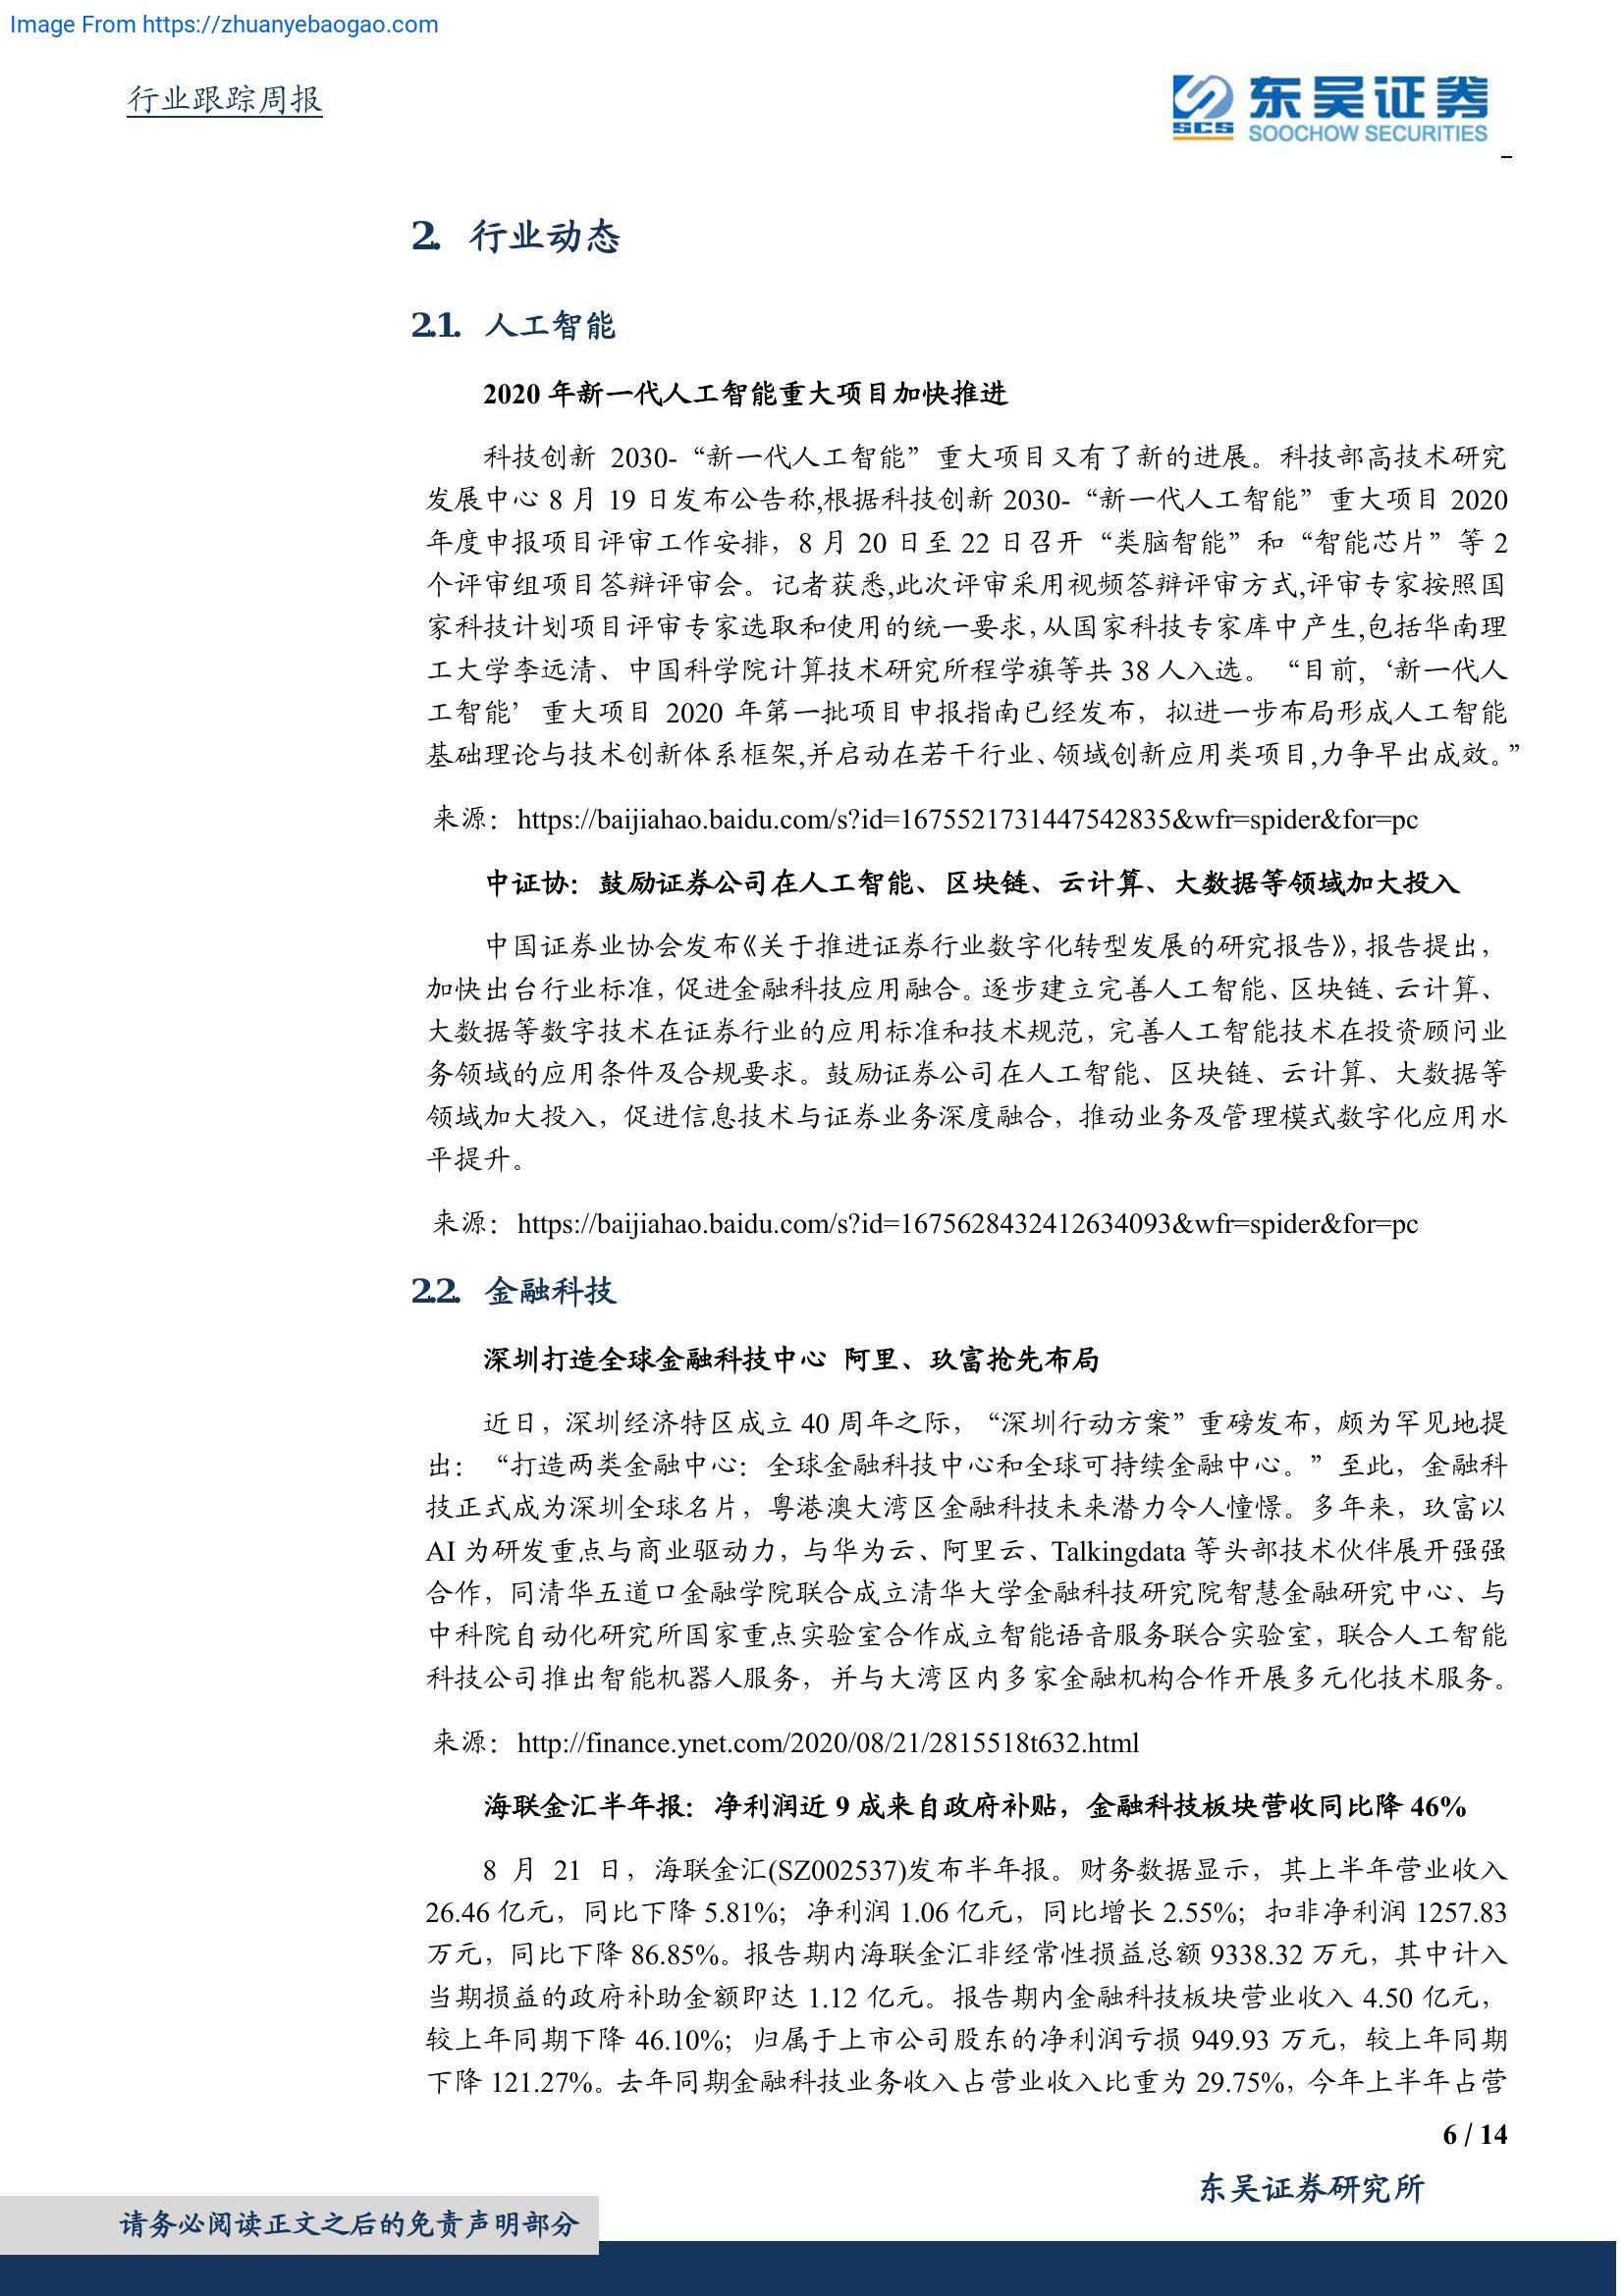 Image From https://zhuanyebaogao.com
行业跟踪周报
SCS
东吴证券
SOOCHOW SECURITIES
2. 行业动态
2.1. 人工智能
2020 年新一代人工智能重大项目加快推进
科技创新 2030-“新一代人工智能”重大项目又有了新的进展。科技部高技术研究
发展中心 8 月 19 日发布公告称,根据科技创新 2030-“新一代人工智能”重大项目 2020
年度申报项目评审工作安排，8 月 20 日至 22 日召开“类脑智能”和“智能芯片”等 2
个评审组项目答辩评审会。记者获悉,此次评审采用视频答辩评审方式,评审专家按照国
家科技计划项目评审专家选取和使用的统一要求,从国家科技专家库中产生,包括华南理
工大学李远清、中国科学院计算技术研究所程学旗等共 38 人入选。“目前,‘新一代人
工智能’重大项目 2020 年第一批项目申报指南已经发布，拟进一步布局形成人工智能
基础理论与技术创新体系框架,并启动在若干行业、领域创新应用类项目,力争早出成效。”
来源：https://baijiahao.baidu.com/s?id=1675521731447542835&wfr=spider&for=pc
中证协：鼓励证券公司在人工智能、区块链、云计算、大数据等领域加大投入
中国证券业协会发布《关于推进证券行业数字化转型发展的研究报告》，报告提出，
加快出台行业标准，促进金融科技应用融合。逐步建立完善人工智能、区块链、云计算、
大数据等数字技术在证券行业的应用标准和技术规范，完善人工智能技术在投资顾问业
务领域的应用条件及合规要求。鼓励证券公司在人工智能、区块链、云计算、大数据等
领域加大投入，促进信息技术与证券业务深度融合，推动业务及管理模式数字化应用水
平提升。
来源：https://baijiahao.baidu.com/s?id=1675628432412634093&wfr=spider&for=pc
2.2. 金融科技
深圳打造全球金融科技中心 阿里、玖富抢先布局
近日，深圳经济特区成立 40 周年之际，“深圳行动方案”重磅发布，颇为罕见地提
出：“打造两类金融中心：全球金融科技中心和全球可持续金融中心。”至此，金融科
技正式成为深圳全球名片，粤港澳大湾区金融科技未来潜力令人憧憬。多年来，玖富以
AI 为研发重点与商业驱动力，与华为云、阿里云、Talkingdata 等头部技术伙伴展开强强
合作，同清华五道口金融学院联合成立清华大学金融科技研究院智慧金融研究中心、与
中科院自动化研究所国家重点实验室合作成立智能语音服务联合实验室，联合人工智能
科技公司推出智能机器人服务，并与大湾区内多家金融机构合作开展多元化技术服务。
来源：http://finance.ynet.com/2020/08/21/2815518t632.html
海联金汇半年报：净利润近 9 成来自政府补贴，金融科技板块营收同比降 46%
8 月 21 日，海联金汇(SZ002537)发布半年报。财务数据显示，其上半年营业收入
26.46 亿元，同比下降 5.81%；净利润 1.06 亿元，同比增长 2.55%；扣非净利润 1257.83
万元，同比下降 86.85%。报告期内海联金汇非经常性损益总额 9338.32 万元，其中计入
当期损益的政府补助金额即达 1.12 亿元。报告期内金融科技板块营业收入 4.50 亿元，
较上年同期下降 46.10%；归属于上市公司股东的净利润亏损 949.93 万元，较上年同期
下降 121.27%。去年同期金融科技业务收入占营业收入比重为 29.75%，今年上半年占营
6 / 14
东吴证券研究所
请务必阅读正文之后的免责声明部分